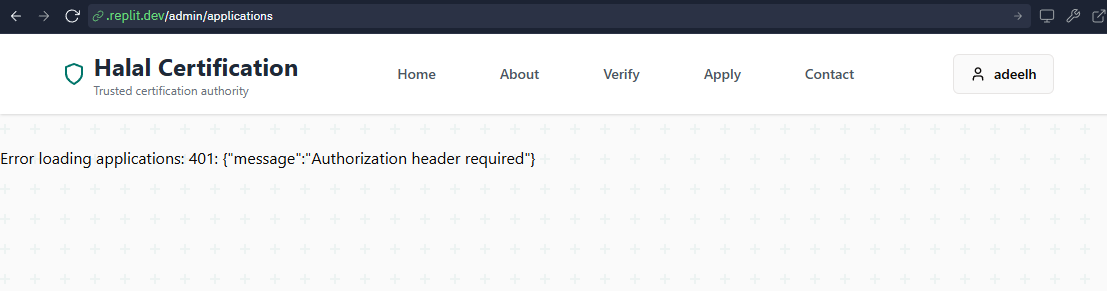 .replit.dev/admin/applications
Halal Certification
Trusted certification authority
Home
About
Verify
Apply
Contact
adeelh
Error loading applications: 401: {"message":"Authorization header required"}